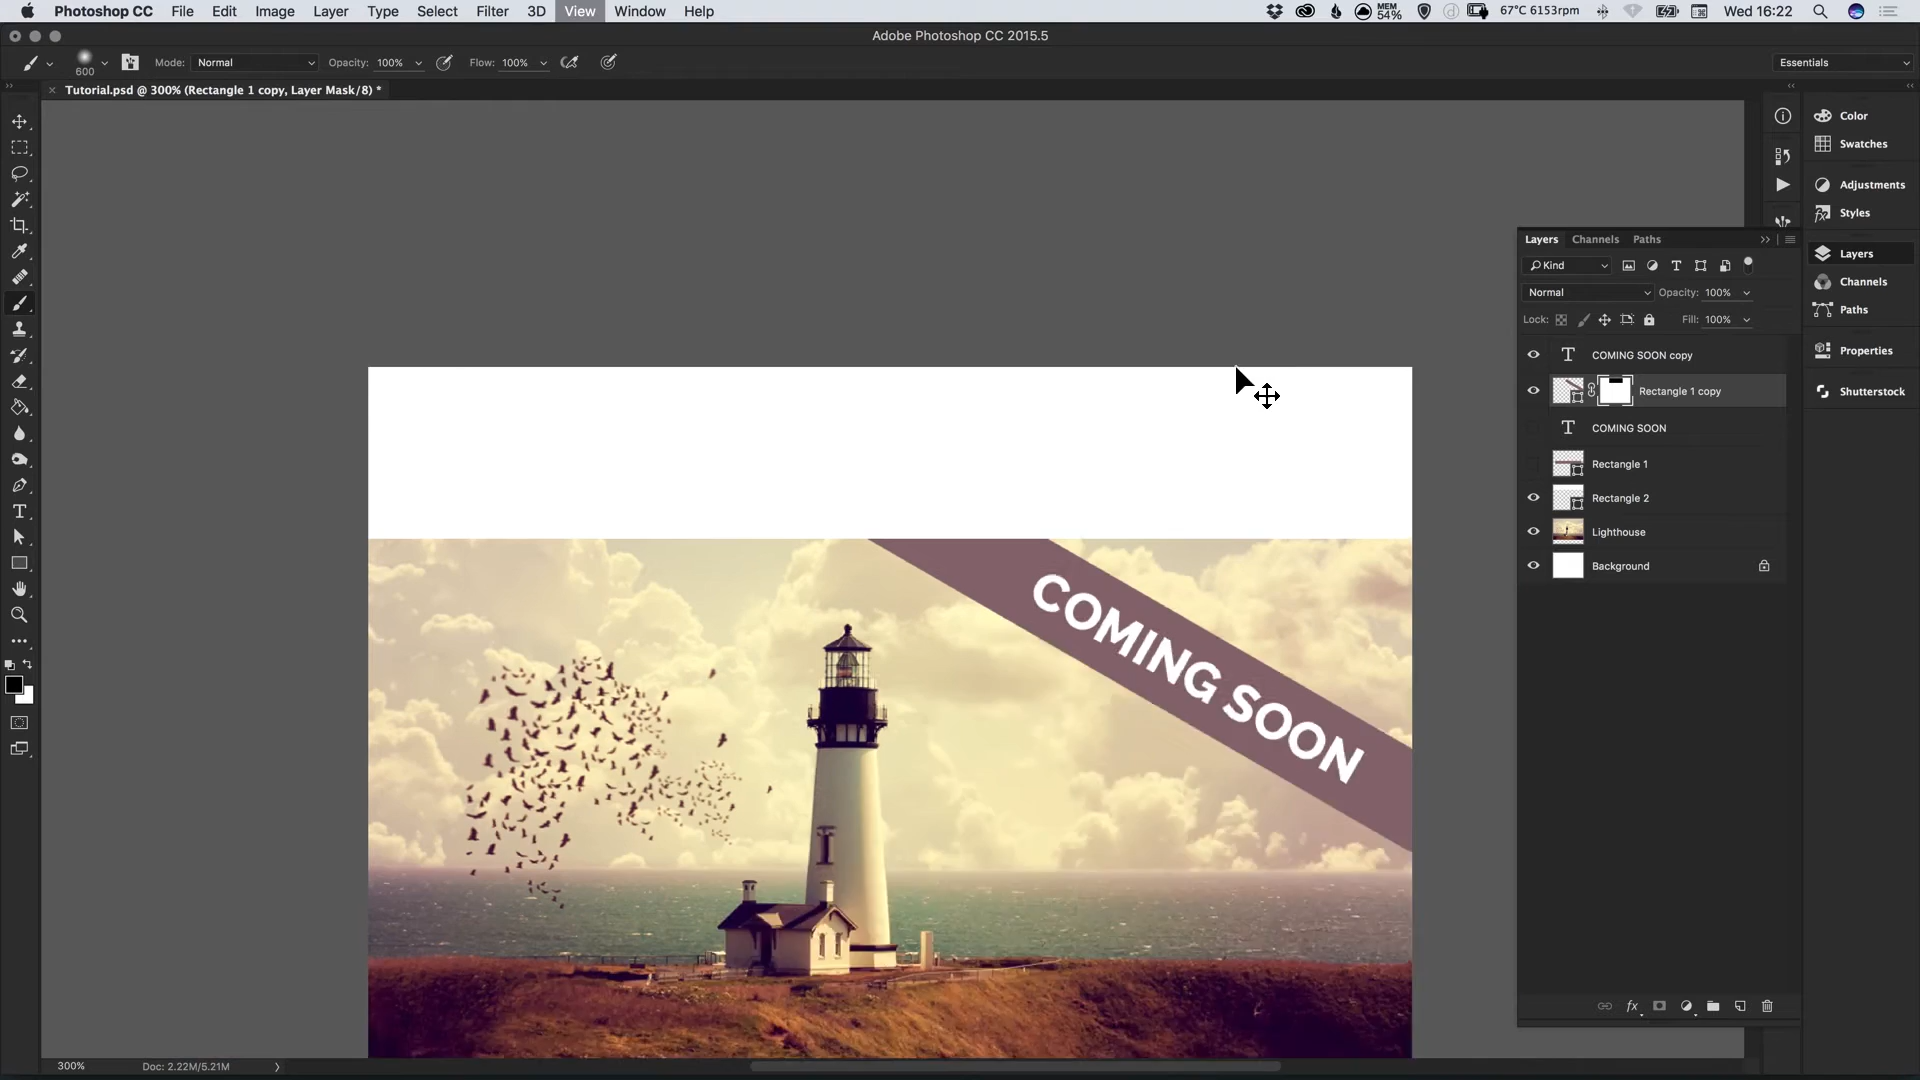 Photoshop CC File Edit Image Layer Type Select Filter 3D View Window Help MEM 54% 67°C 6153rpm Wed 16:22
Adobe Photoshop CC 2015.5
600 Mode: Normal Opacity: 100% Flow: 100% Essentials
Tutorial.psd @ 300% (Rectangle 1 copy, Layer Mask/8) *
Color
Swatches
Adjustments
Styles
Layers
Channels
Paths
Properties
Shutterstock
Layers Channels Paths
Kind
Normal Opacity: 100%
Lock: Fill: 100%
COMING SOON copy
Rectangle 1 copy
COMING SOON
Rectangle 1
Rectangle 2
Lighthouse
Background
COMING SOON
300% Doc: 2.22M/5.21M